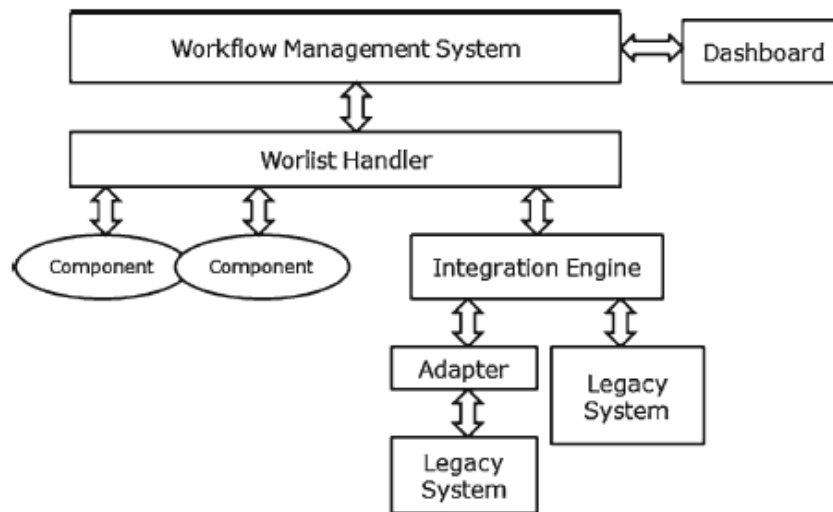 Workflow Management System
Dashboard
Worlist Handler
Component
Component
Integration Engine
Adapter
Legacy
System
Legacy
System